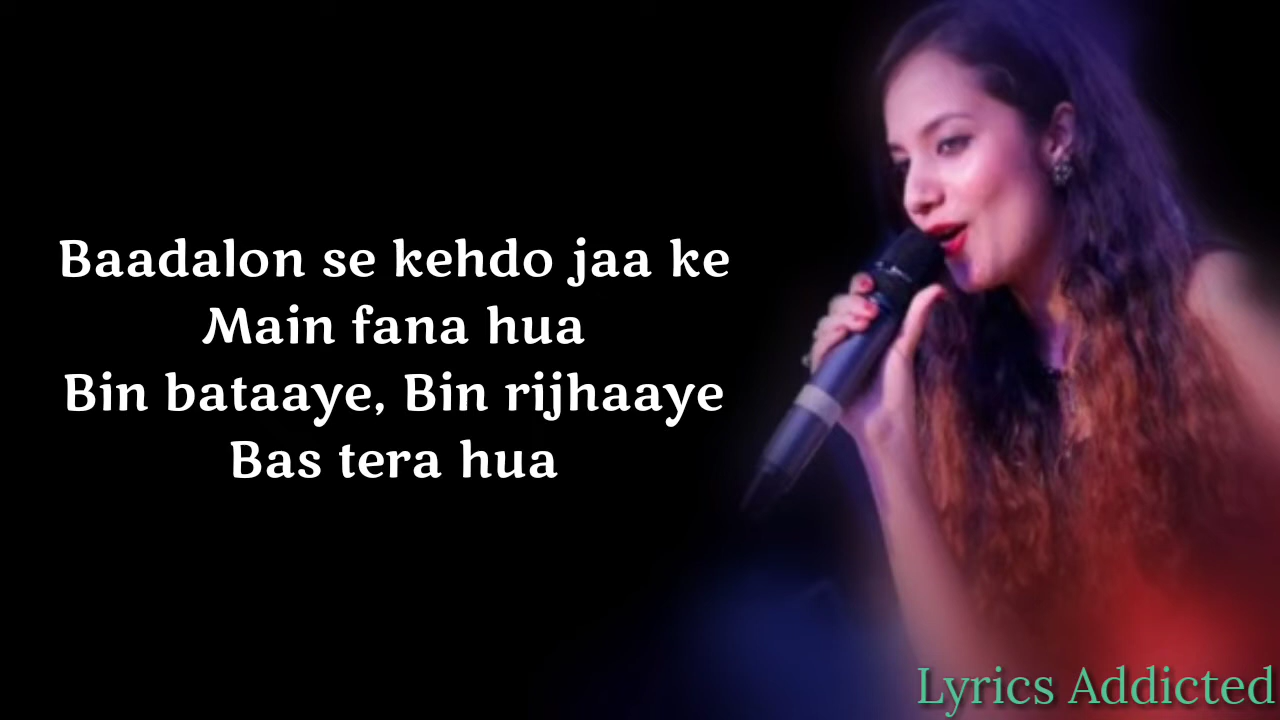 Baadalon se kehdo jaa ke
Main fana hua
Bin bataaye, Bin rijhaaye
Bas tera hua
Lyrics Addicted